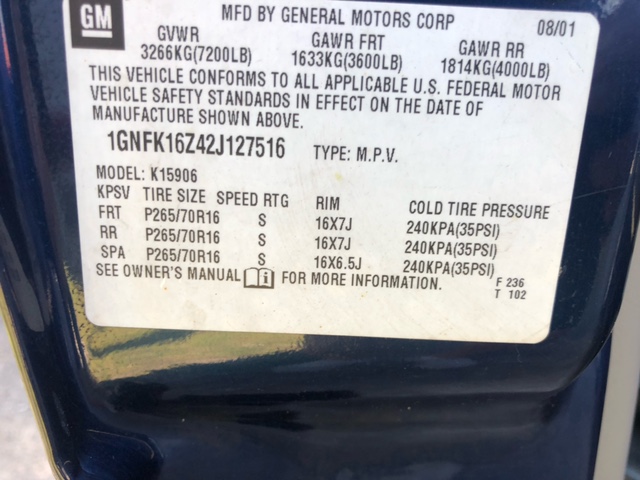 GM
MFD BY GENERAL MOTORS CORP 08/01
GVWR GAWR FRT GAWR RR
3266KG(7200LB) 1633KG(3600LB) 1814KG(4000LB)
THIS VEHICLE CONFORMS TO ALL APPLICABLE U.S. FEDERAL MOTOR
VEHICLE SAFETY STANDARDS IN EFFECT ON THE DATE OF
MANUFACTURE SHOWN ABOVE.
1GNFK16Z42J127516 TYPE: M.P.V.
MODEL: K15906
KPSV TIRE SIZE SPEED RTG RIM COLD TIRE PRESSURE
FRT P265/70R16 S 16X7J 240KPA(35PSI)
RR P265/70R16 S 16X7J 240KPA(35PSI)
SPA P265/70R16 S 16X6.5J 240KPA(35PSI)
SEE OWNER'S MANUAL i FOR MORE INFORMATION. F 236
T 102